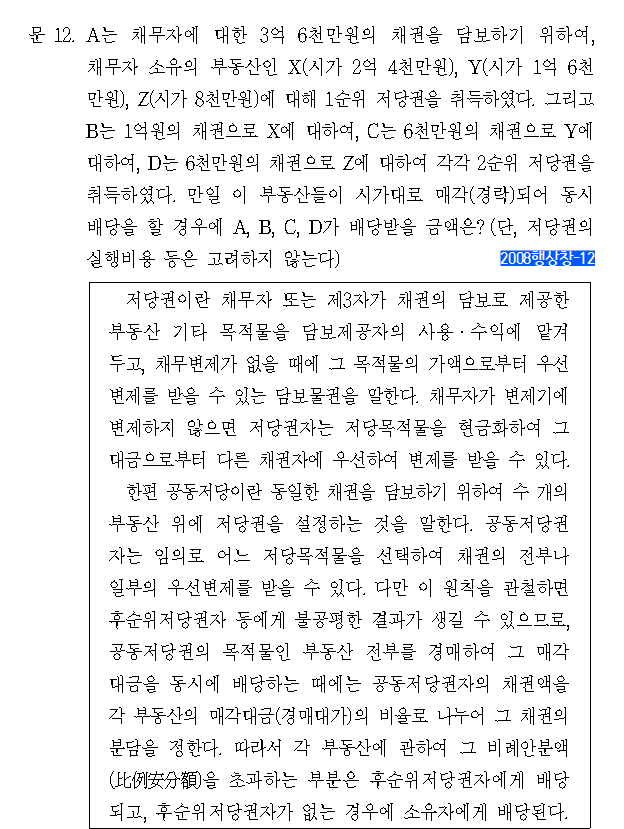 문 12. A는 채무자에 대한 3억 6천만원의 채권을 담보하기 위하여,
채무자 소유의 부동산인 X(시가 2억 4천만원), Y(시가 1억 6천
만원), Z(시가 8천만원)에 대해 1순위 저당권을 취득하였다. 그리고
B는 1억원의 채권으로 X에 대하여, C는 6천만원의 채권으로 Y에
대하여, D는 6천만원의 채권으로 Z에 대하여 각각 2순위 저당권을
취득하였다. 만일 이 부동산들이 시가대로 매각(경락)되어 동시
배당을 할 경우에 A, B, C, D가 배당받을 금액은? (단, 저당권의
실행비용 등은 고려하지 않는다) 2008행상창-12
저당권이란 채무자 또는 제3자가 채권의 담보로 제공한
부동산 기타 목적물을 담보제공자의 사용·수익에 맡겨
두고, 채무변제가 없을 때에 그 목적물의 가액으로부터 우선
변제를 받을 수 있는 담보물권을 말한다. 채무자가 변제기에
변제하지 않으면 저당권자는 저당목적물을 현금화하여 그
대금으로부터 다른 채권자에 우선하여 변제를 받을 수 있다.
한편 공동저당이란 동일한 채권을 담보하기 위하여 수 개의
부동산 위에 저당권을 설정하는 것을 말한다. 공동저당권
자는 임의로 어느 저당목적물을 선택하여 채권의 전부나
일부의 우선변제를 받을 수 있다. 다만 이 원칙을 관철하면
후순위저당권자 등에게 불공평한 결과가 생길 수 있으므로,
공동저당권의 목적물인 부동산 전부를 경매하여 그 매각
대금을 동시에 배당하는 때에는 공동저당권자의 채권액을
각 부동산의 매각대금(경매대가)의 비율로 나누어 그 채권의
분담을 정한다. 따라서 각 부동산에 관하여 그 비례안분액
(比例安分額)을 초과하는 부분은 후순위저당권자에게 배당
되고, 후순위저당권자가 없는 경우에 소유자에게 배당된다.